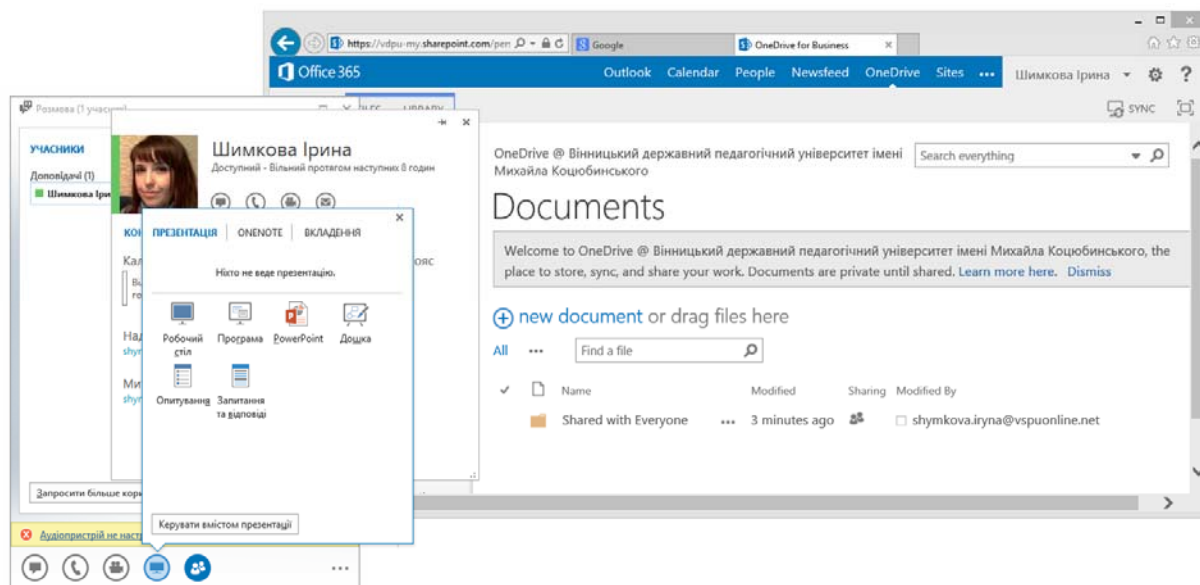 https://vdpu-my.sharepoint.com/pen
Google
OneDrive for Business
Office 365
Outlook Calendar People Newsfeed OneDrive Sites ••• Шимкова Ірина
SYNC
OneDrive @ Вінницький державний педагогічний університет імені
Михайла Коцюбинського
Search everything
Documents
Welcome to OneDrive @ Вінницький державний педагогічний університет імені Михайла Коцюбинського, the
place to store, sync, and share your work. Documents are private until shared. Learn more here. Dismiss
new document or drag files here
All ••• Find a file
Name Modified Sharing Modified By
Shared with Everyone ••• 3 minutes ago shymkova.iryna@vspuonline.net
Розмова (1
УЧАСНИКИ
Доповідачі (1)
Шимкова Ірин
Запросити більше кори
Аудіопристрій не наст
Шимкова Ірина
Доступний - Вільний протягом наступних 8 годин
ПРЕЗЕНТАЦІЯ ONENOTE ВКЛАДЕННЯ
Ніхто не веде презентацію.
Робочий стіл
Програма
PowerPoint
Дошка
Опитування
Запитання та відповіді
Керувати вмістом презентації